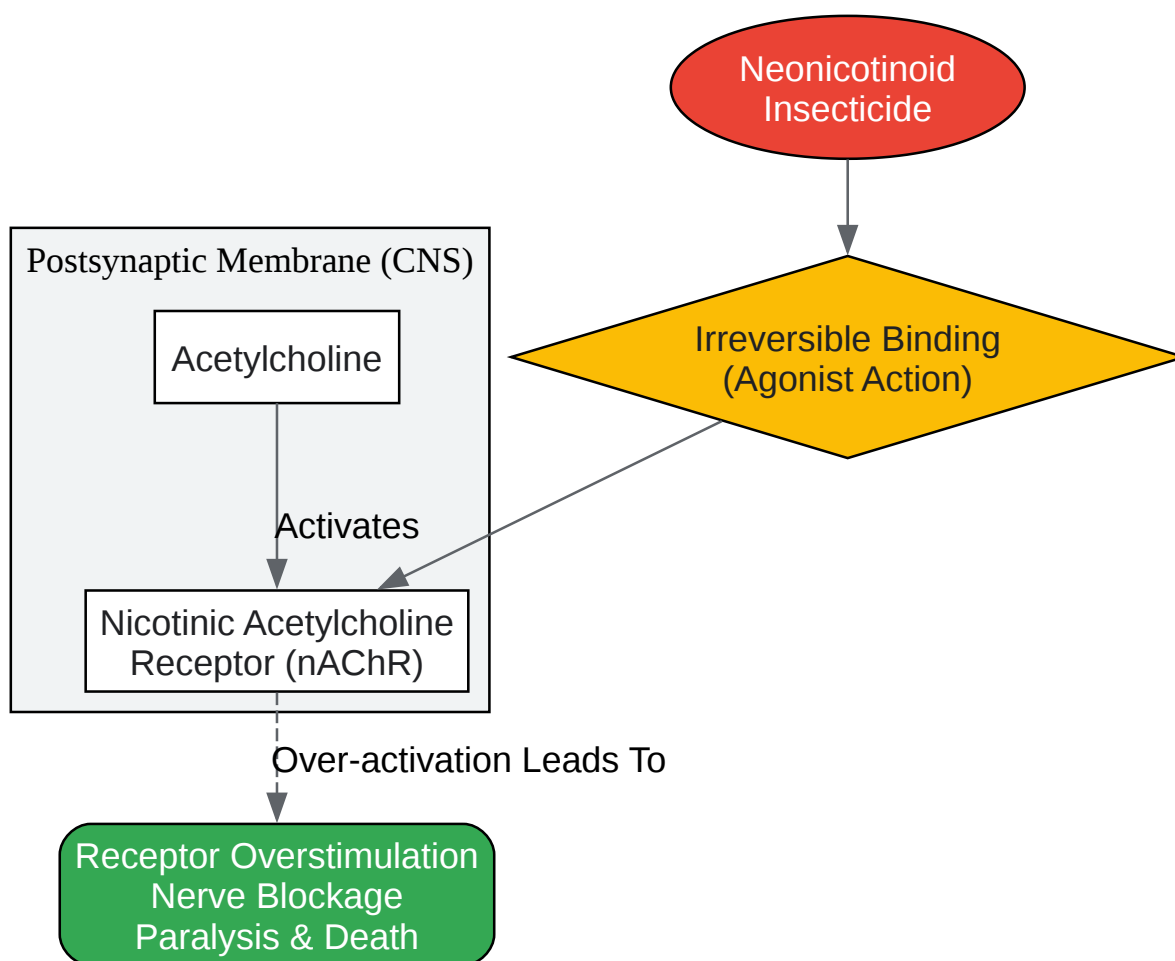 Neonicotinoid
Insecticide
Postsynaptic Membrane (CNS)
Acetylcholine
Irreversible Binding
(Agonist Action)
Activates
Nicotinic Acetylcholine
Receptor (nAChR)
Over-activation Leads To
Receptor Overstimulation
Nerve Blockage
Paralysis & Death